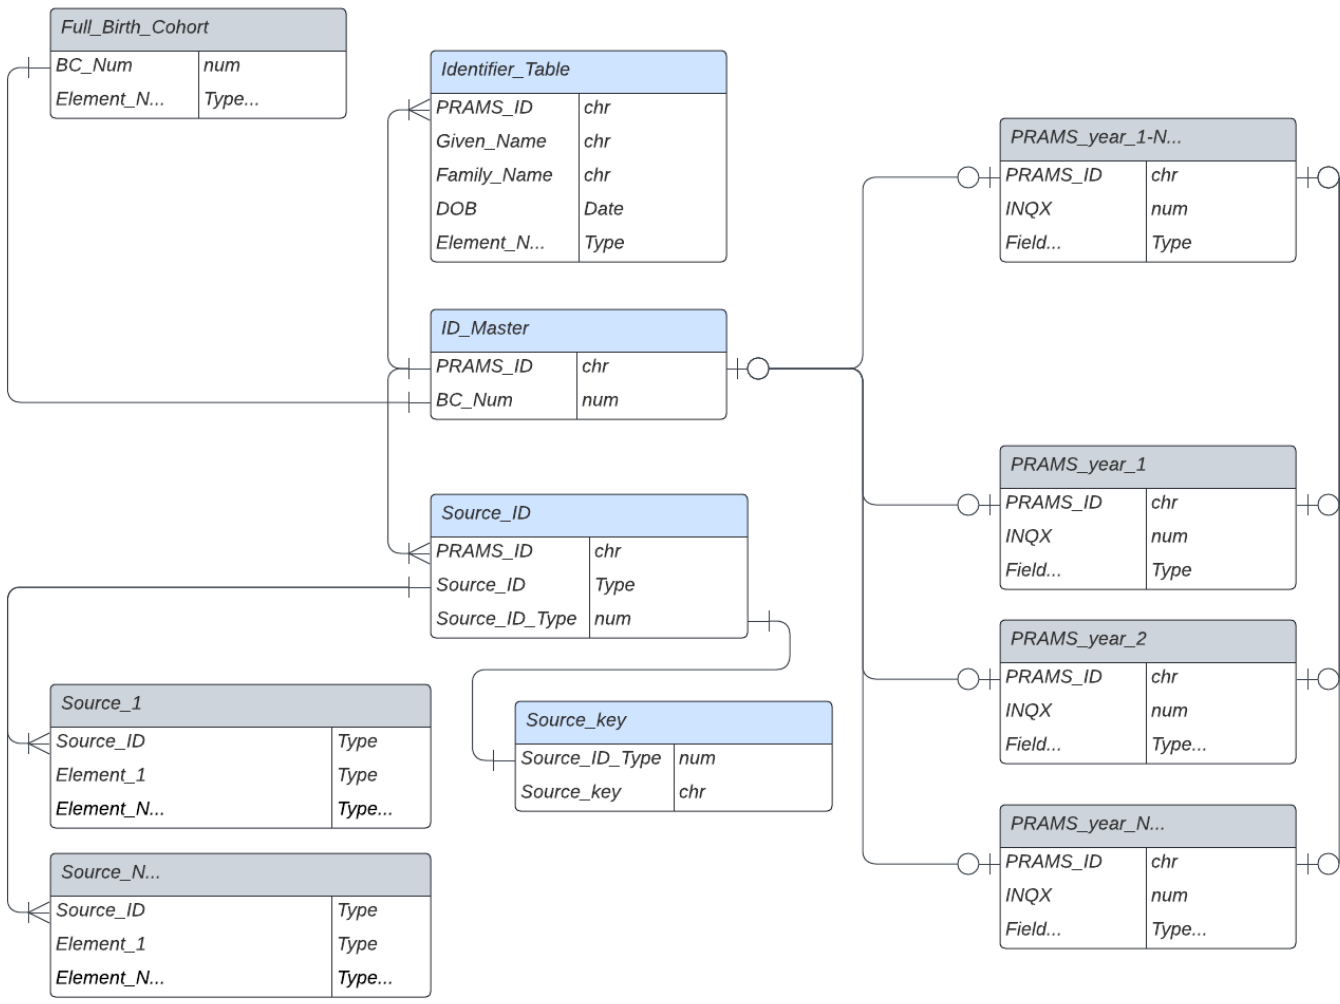 Full_Birth_Cohort
BC_Num num
Element_N... Type...
Identifier_Table
PRAMS_ID chr
Given_Name chr
Family_Name chr
DOB Date
Element_N... Type
ID_Master
PRAMS_ID chr
BC_Num num
Source_ID
PRAMS_ID chr
Source_ID Type
Source_ID_Type num
Source_key
Source_ID_Type num
Source_key chr
Source_1
Source_ID Type
Element_1 Type
Element_N... Type...
Source_N...
Source_ID Type
Element_1 Type
Element_N... Type...
PRAMS_year_1-N...
PRAMS_ID chr
INQX num
Field... Type
PRAMS_year_1
PRAMS_ID chr
INQX num
Field... Type
PRAMS_year_2
PRAMS_ID chr
INQX num
Field... Type...
PRAMS_year_N...
PRAMS_ID chr
INQX num
Field... Type...